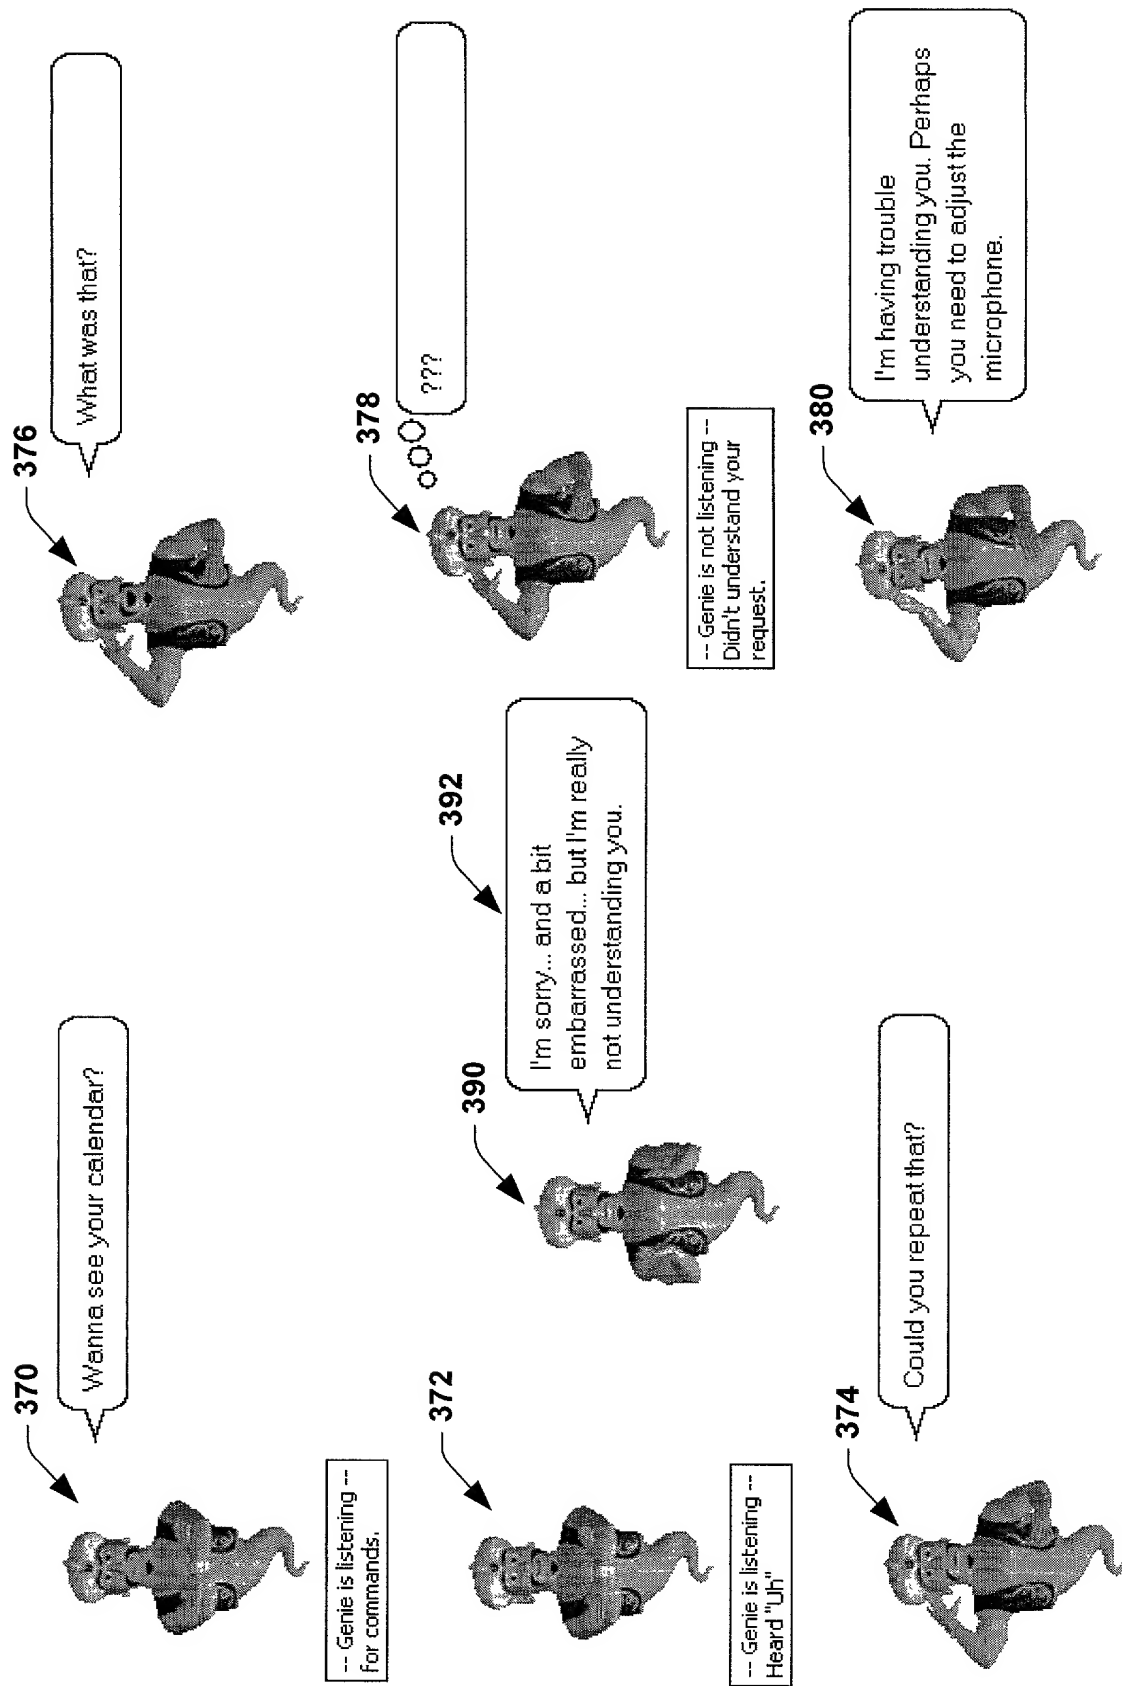 370
Wanna see your calendar?
-- Genie is listening --
for commands.
372
-- Genie is listening --
Heard "Uh"
374
Could you repeat that?
376
What was that?
378
???
-- Genie is not listening --
Didn't understand your
request.
380
I'm having trouble
understanding you. Perhaps
you need to adjust the
microphone.
390
392
I'm sorry... and a bit
embarrassed... but I'm really
not understanding you.